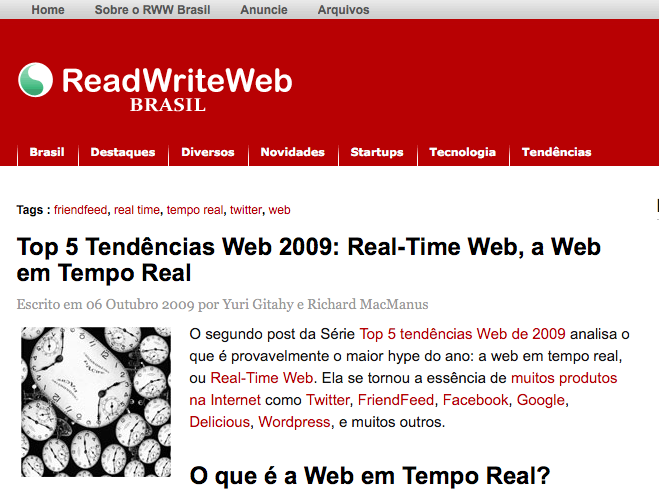 Home Sobre o RWW Brasil Anuncie Arquivos
ReadWriteWeb
BRASIL
Brasil Destaques Diversos Novidades Startups Tecnologia Tendências
Tags : friendfeed, real time, tempo real, twitter, web
Top 5 Tendências Web 2009: Real-Time Web, a Web
em Tempo Real
Escrito em 06 Outubro 2009 por Yuri Gitahy e Richard MacManus
O segundo post da Série Top 5 tendências Web de 2009 analisa o
que é provavelmente o maior hype do ano: a web em tempo real,
ou Real-Time Web. Ela se tornou a essência de muitos produtos
na Internet como Twitter, FriendFeed, Facebook, Google,
Delicious, Wordpress, e muitos outros.
O que é a Web em Tempo Real?